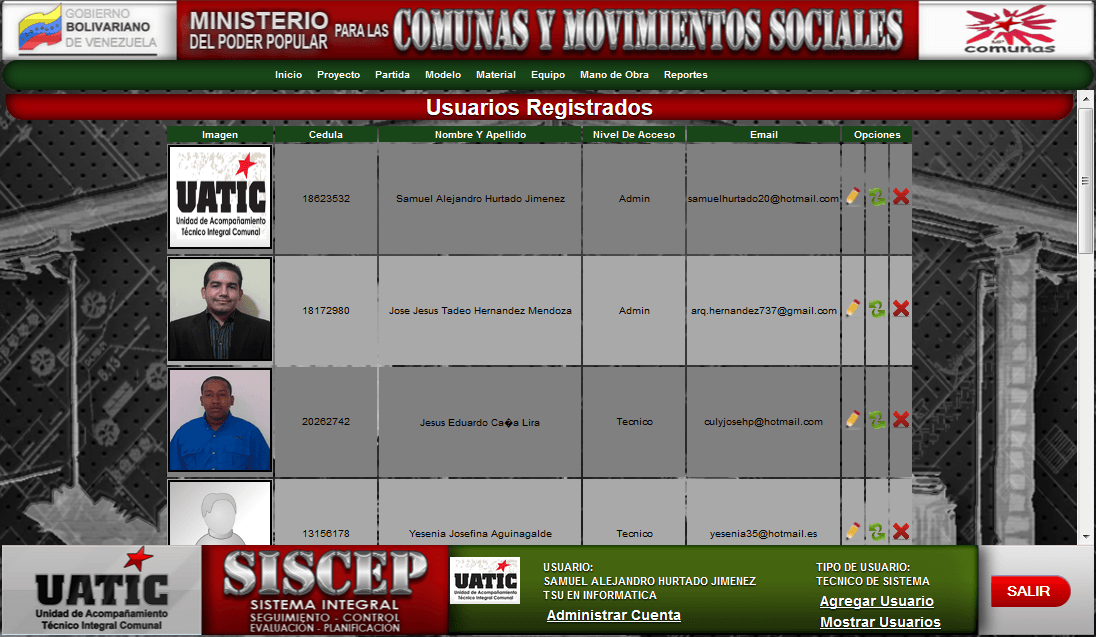 GOBIERNO
BOLIVARIANO
DE VENEZUELA
MINISTERIO
DEL PODER POPULAR
PARA LAS
COMUNAS Y MOVIMIENTOS SOCIALES
MP
comunas
Inicio Proyecto Partida Modelo Material Equipo Mano de Obra Reportes
Usuarios Registrados
Imagen Cedula Nombre Y Apellido Nivel De Acceso Email Opciones
UATIC
Unidad de Acompañamiento
Técnico Integral Comunal
18623532 Samuel Alejandro Hurtado Jimenez Admin samuelhurtado20@hotmail.com
18172980 Jose Jesus Tadeo Hernandez Mendoza Admin arq.hernandez737@gmail.com
20262742 Jesus Eduardo Ca�a Lira Tecnico culyjosehp@hotmail.com
13156178 Yesenia Josefina Aguinagalde Tecnico yesenia35@hotmail.es
UATIC
Unidad de Acompañamiento
Técnico Integral Comunal
SISCEP
SISTEMA INTEGRAL
SEGUIMIENTO - CONTROL
EVALUACIÓN - PLANIFICACIÓN
UATIC
Unidad de Acompañamiento
Técnico Integral Comunal
USUARIO:
SAMUEL ALEJANDRO HURTADO JIMENEZ
TSU EN INFORMATICA
Administrar Cuenta
TIPO DE USUARIO:
TECNICO DE SISTEMA
Agregar Usuario
Mostrar Usuarios
SALIR